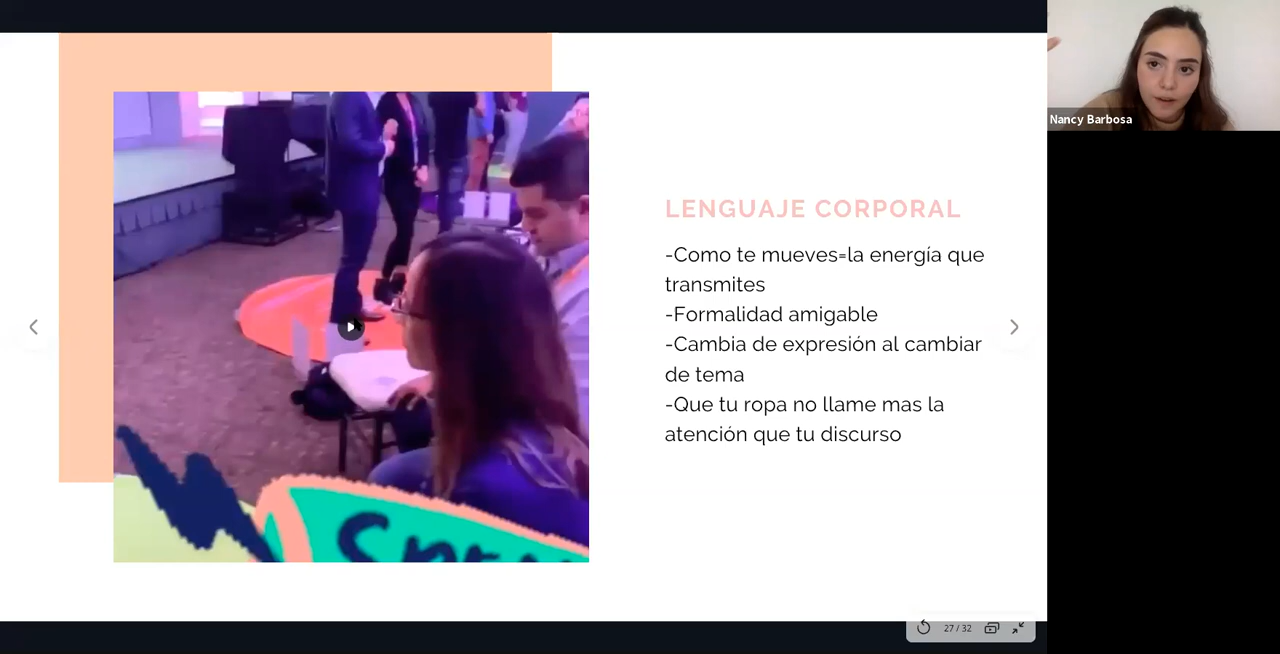 Nancy Barbosa
LENGUAJE CORPORAL
-Como te mueves=la energía que
transmites
-Formalidad amigable
-Cambia de expresión al cambiar
de tema
-Que tu ropa no llame mas la
atención que tu discurso
27 / 32